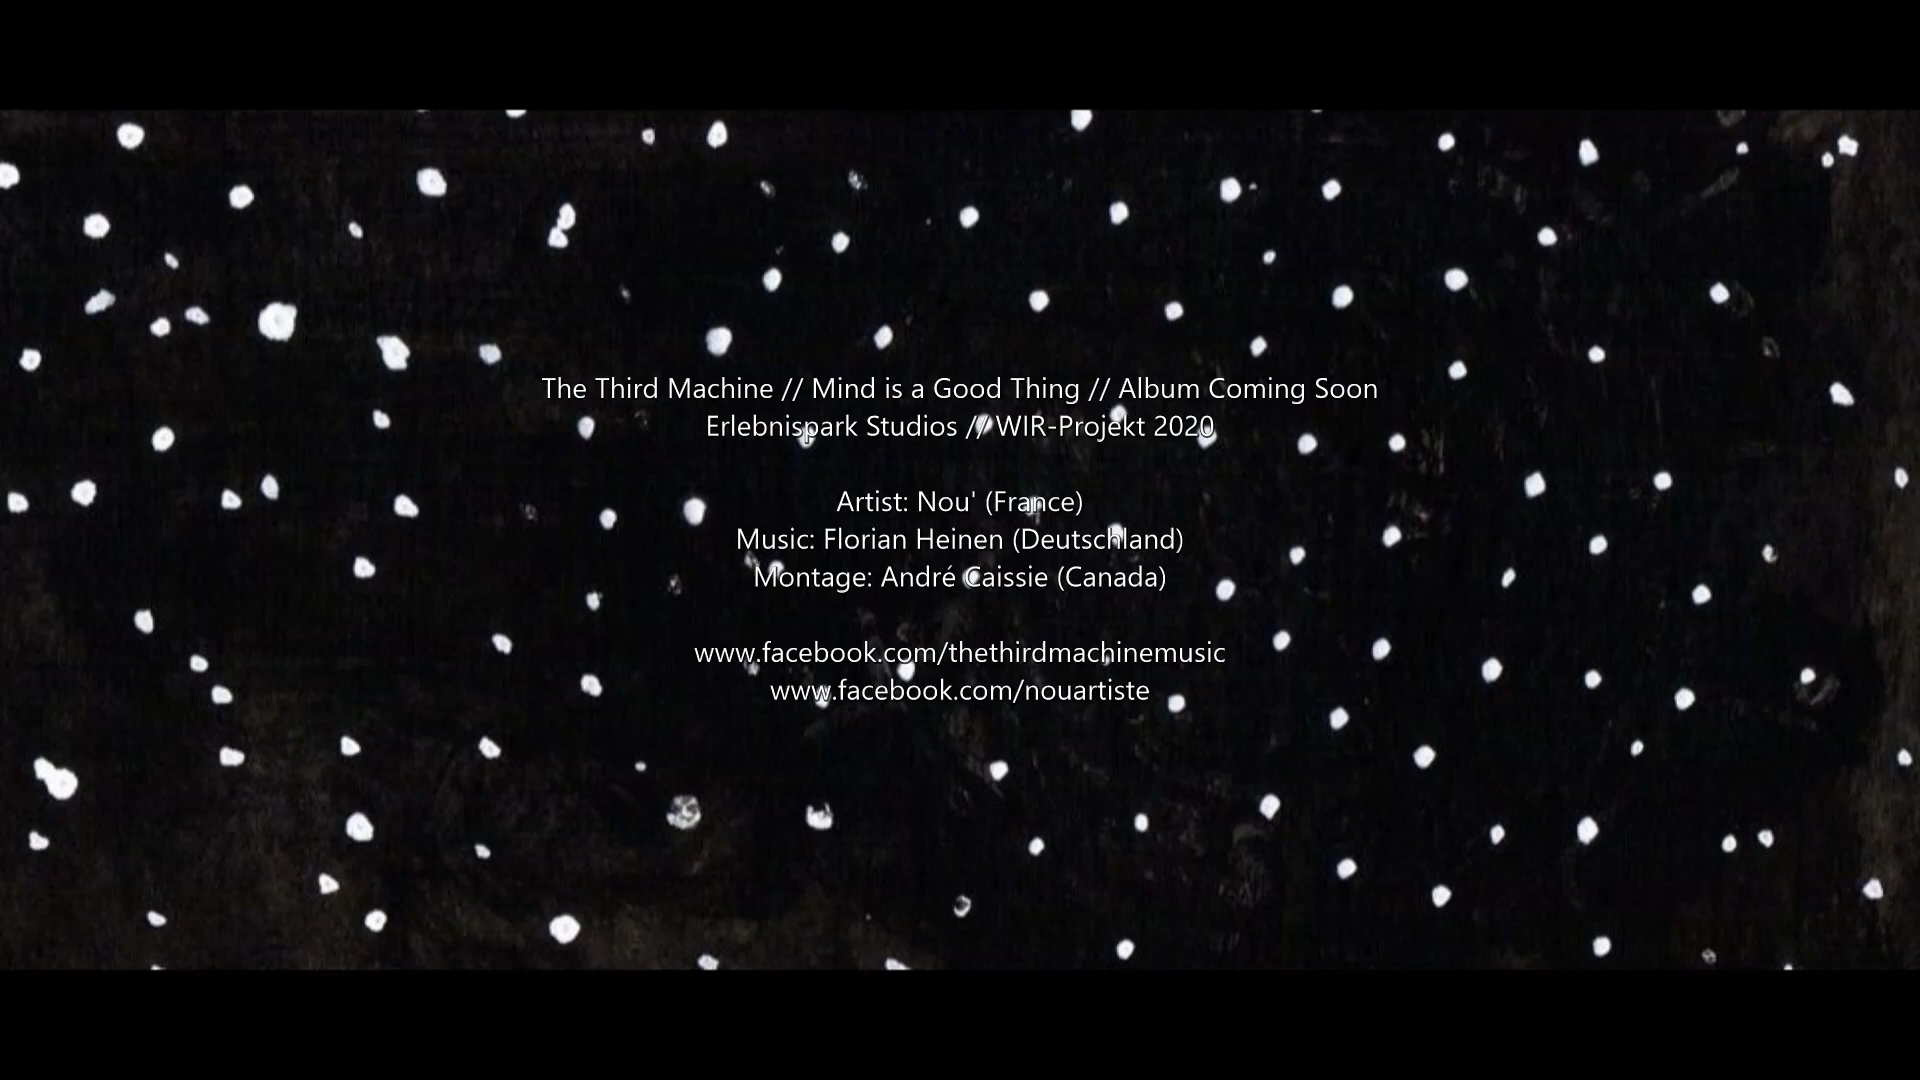 The Third Machine // Mind is a Good Thing // Album Coming Soon
Erlebnispark Studios // WIR-Projekt 2020
Artist: Nou' (France)
Music: Florian Heinen (Deutschland)
Montage: André Caissie (Canada)
www.facebook.com/thethirdmachinemusic
www.facebook.com/nouartiste